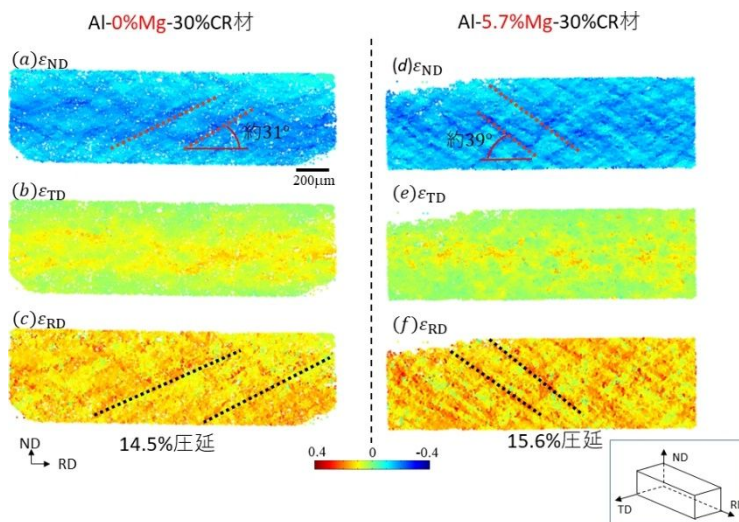 Al-0%Mg-30%CR材
(a)εND
約31°
200μm
(b)εTD
(c)εRD
ND
RD
14.5%圧延
Al-5.7%Mg-30%CR材
(d)εND
約39°
(e)εTD
(f)εRD
15.6%圧延
0.4
0
-0.4
ND
TD